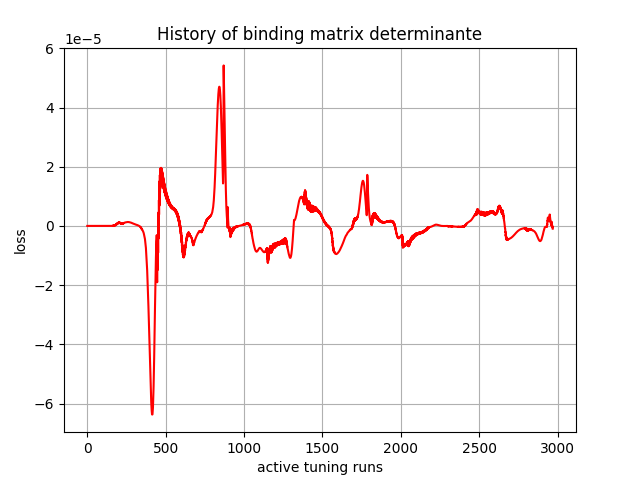 History of binding matrix determinante
1e−5
6
4
2
0
−2
−4
−6
loss
0 500 1000 1500 2000 2500 3000
active tuning runs